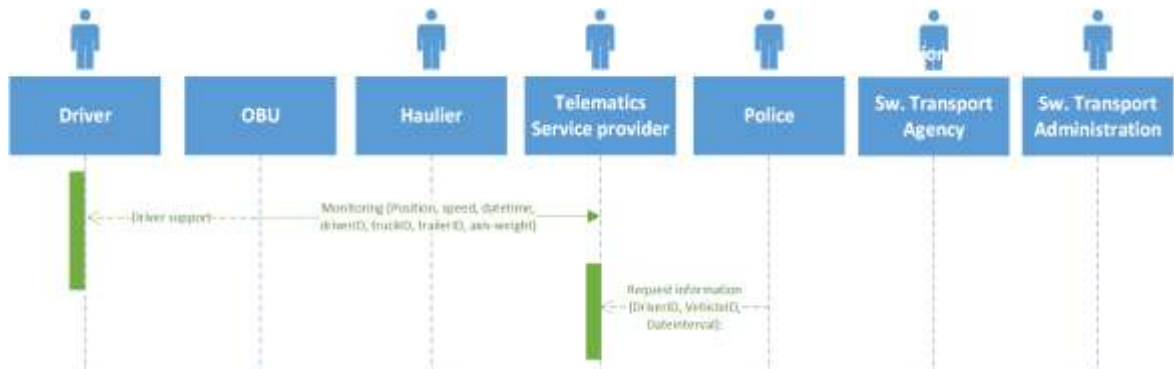 Driver
OBU
Haulier
Telematics
Service provider
Police
Sw. Transport
Agency
Sw. Transport
Administration
Driver support
Monitoring (Position, speed, datetime,
driverID, truckID, trailerID, axis-weight)
Request information
(DriverID, VehicleID,
Dateinterval):